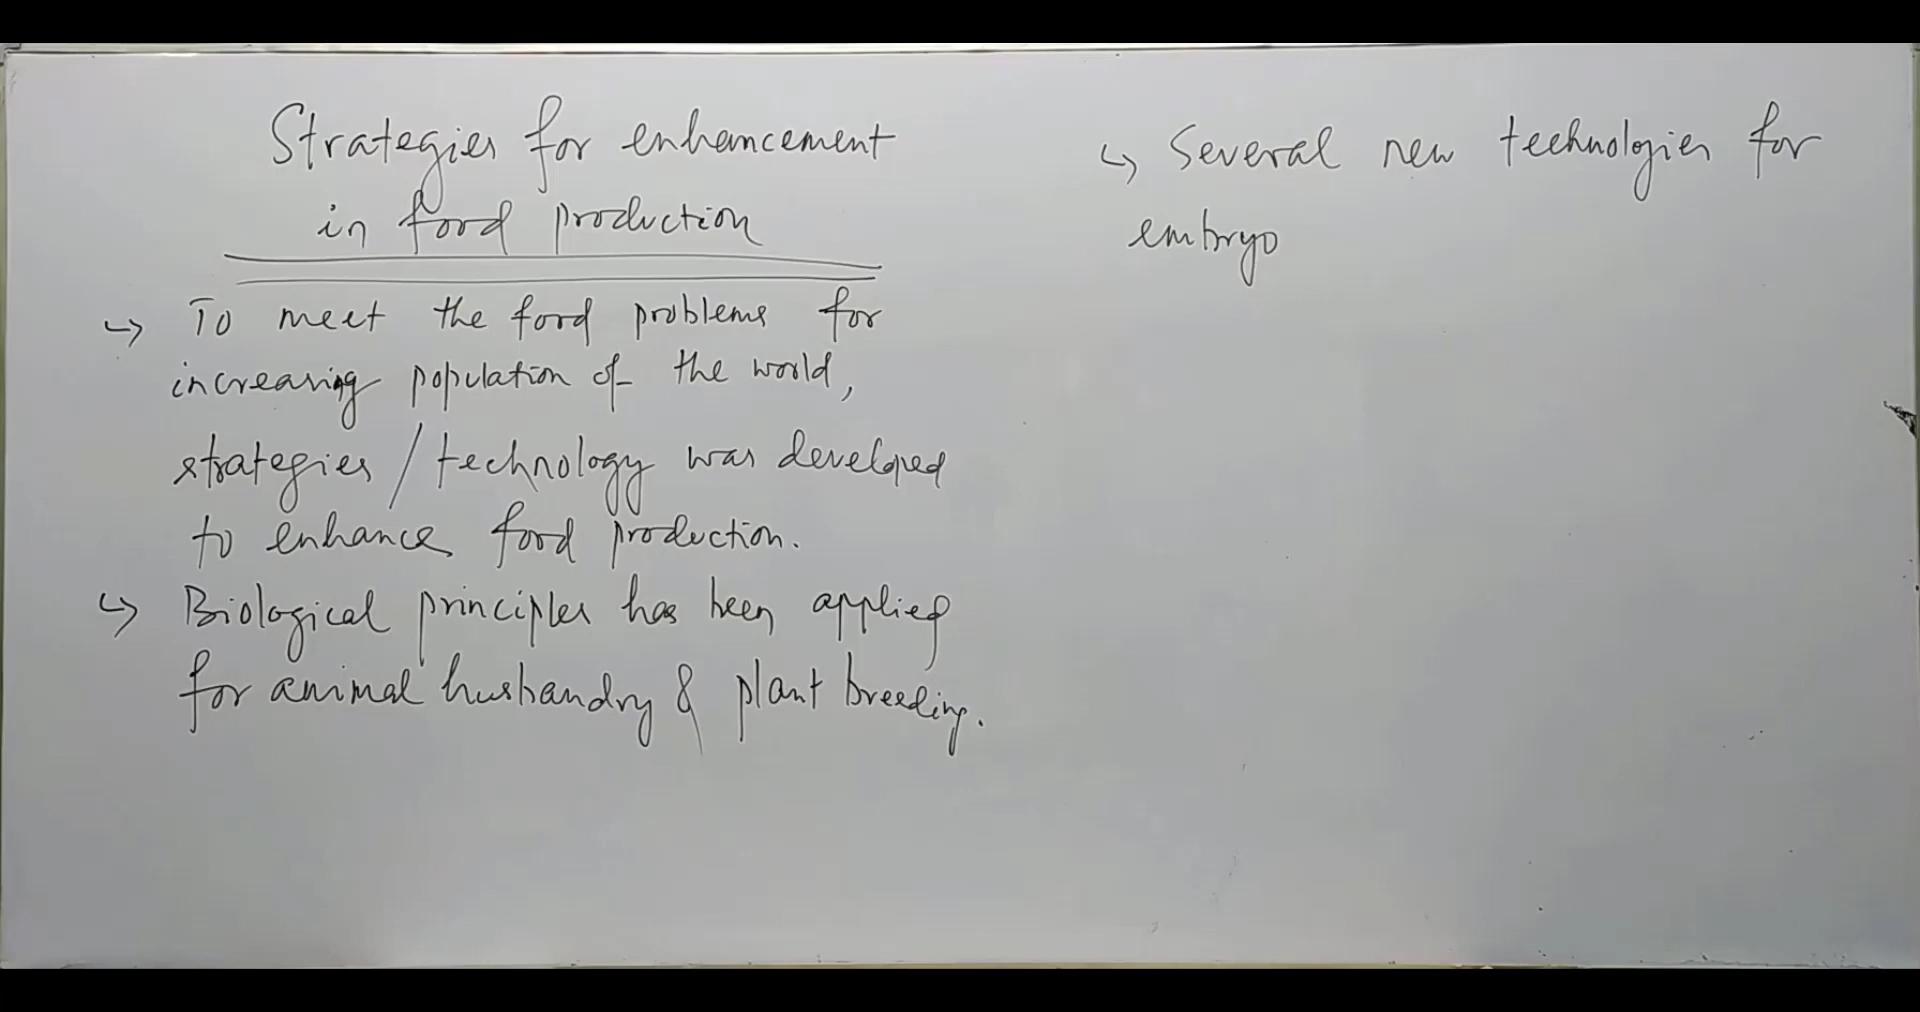 Strategies for enhancement
in food production
↪ To meet the food problems for
increasing population of the world,
strategies / technology was developed
to enhance food production.
↪ Biological principles has been applied
for animal husbandry & plant breeding.
↪ Several new technologies for
embryo